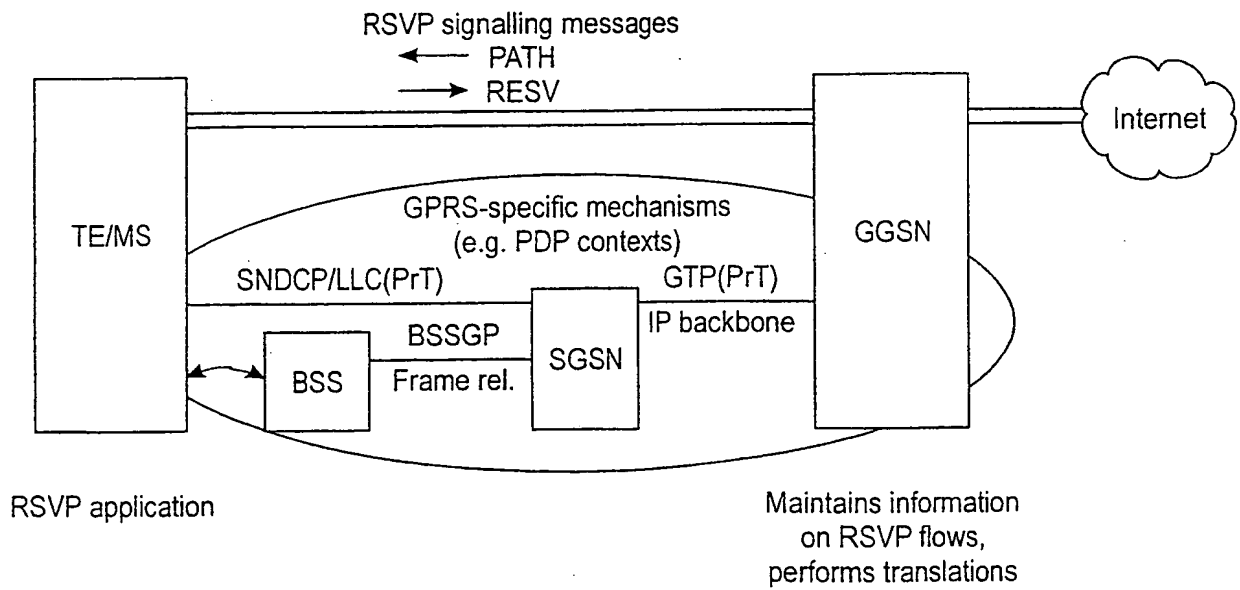 RSVP signalling messages
PATH
RESV
Internet
TE/MS
GPRS-specific mechanisms
(e.g. PDP contexts)
GGSN
SNDCP/LLC(PrT)
GTP(PrT)
IP backbone
BSSGP
SGSN
BSS
Frame rel.
RSVP application
Maintains information
on RSVP flows,
performs translations